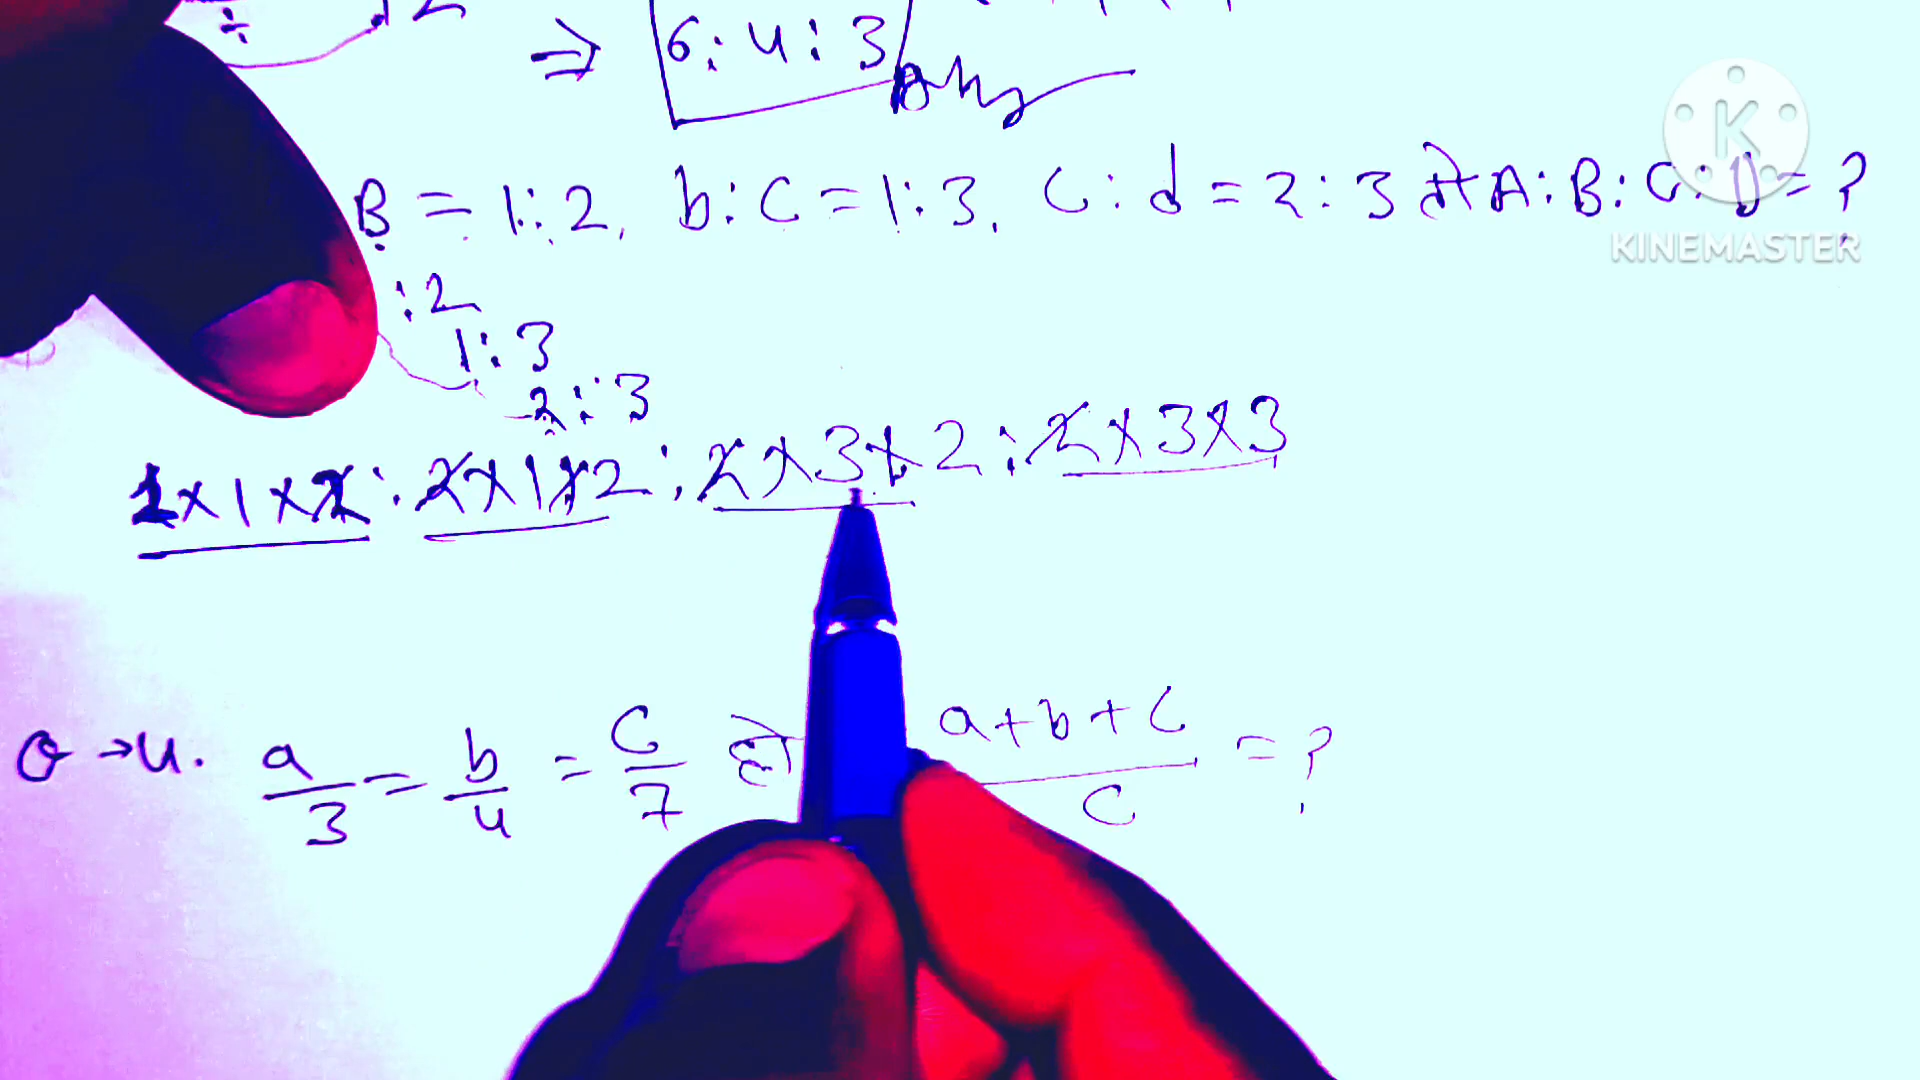 ÷ 2
⇒ 6:4:3 Ans
B = 1:2, b:C = 1:3, C:d = 2:3 तो A:B:C:D = ?
KINEMASTER
:2
1:3
2:3
1×1×2 : 2×1×2 : 2×3×2 : 2×3×3
Q→4. a/3 = b/4 = C/7 हो a+b+c/C = ?